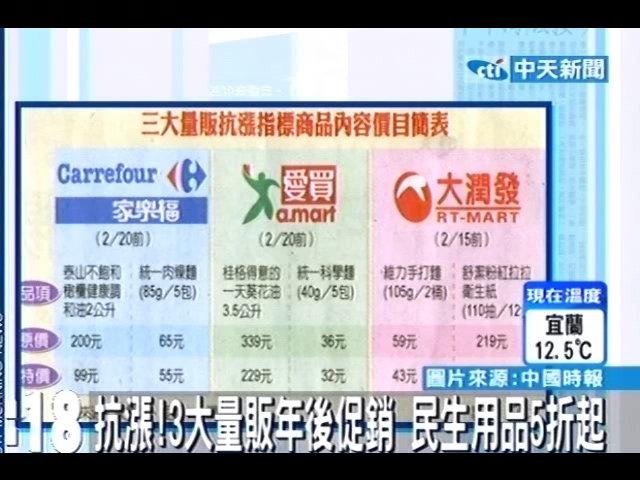 cti 中天新聞
三大量販抗漲指標商品內容價目簡表
Carrefour
家樂福
(2/20前)
愛買
a.mart
(2/20前)
大潤發
RT-MART
(2/15前)
品項
泰山不飽和
橄欖健康調
和油2公升
統一肉燥麵
(85g/5包)
桂格得意的
一天葵花油
3.5公升
統一科學麵
(40g/5包)
維力手打麵
(105g/2桶)
舒潔粉紅拉拉
衛生紙
(110抽/12
原價 200元 65元 339元 36元 59元 219元
特價 99元 55元 229元 32元 43元
現在溫度
宜蘭
12.5℃
圖片來源:中國時報
:18 抗漲!3大量販年後促銷 民生用品5折起